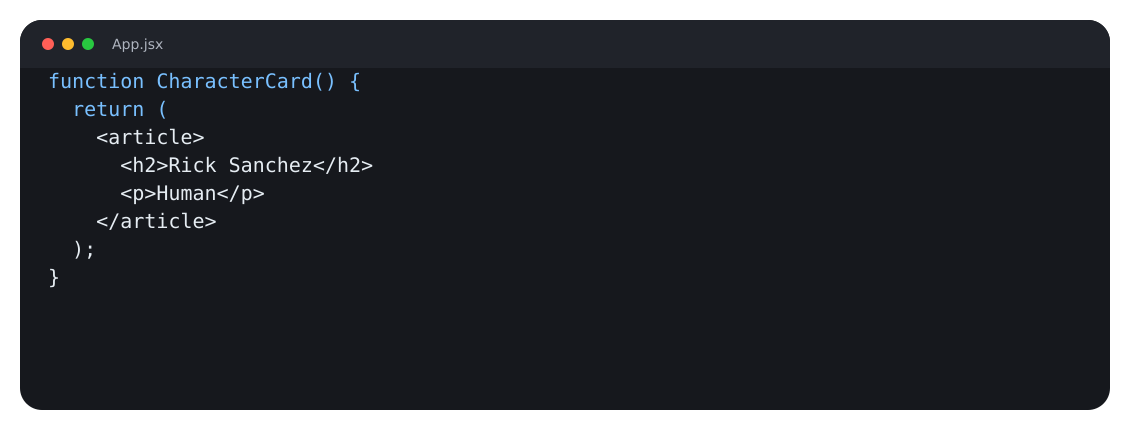 App.jsx
function CharacterCard() {
  return (
    <article>
      <h2>Rick Sanchez</h2>
      <p>Human</p>
    </article>
  );
}